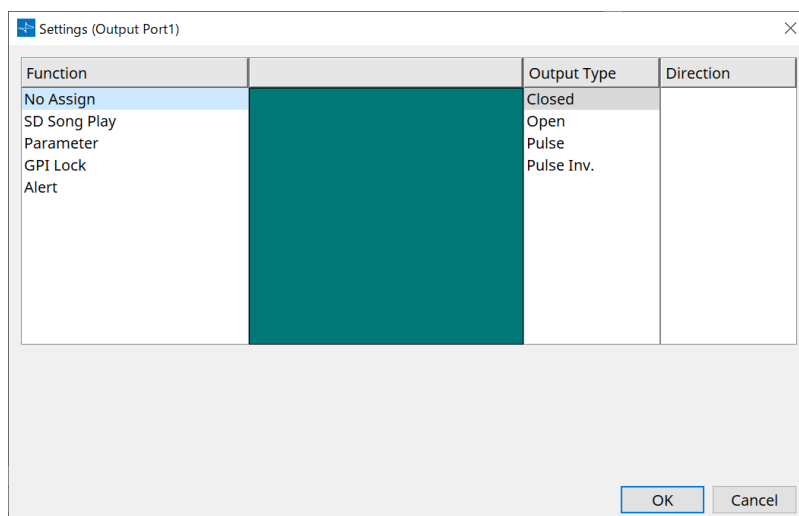 Settings (Output Port1)
Function
Output Type
Direction
No Assign
Closed
SD Song Play
Open
Parameter
Pulse
GPI Lock
Pulse Inv.
Alert
OK
Cancel